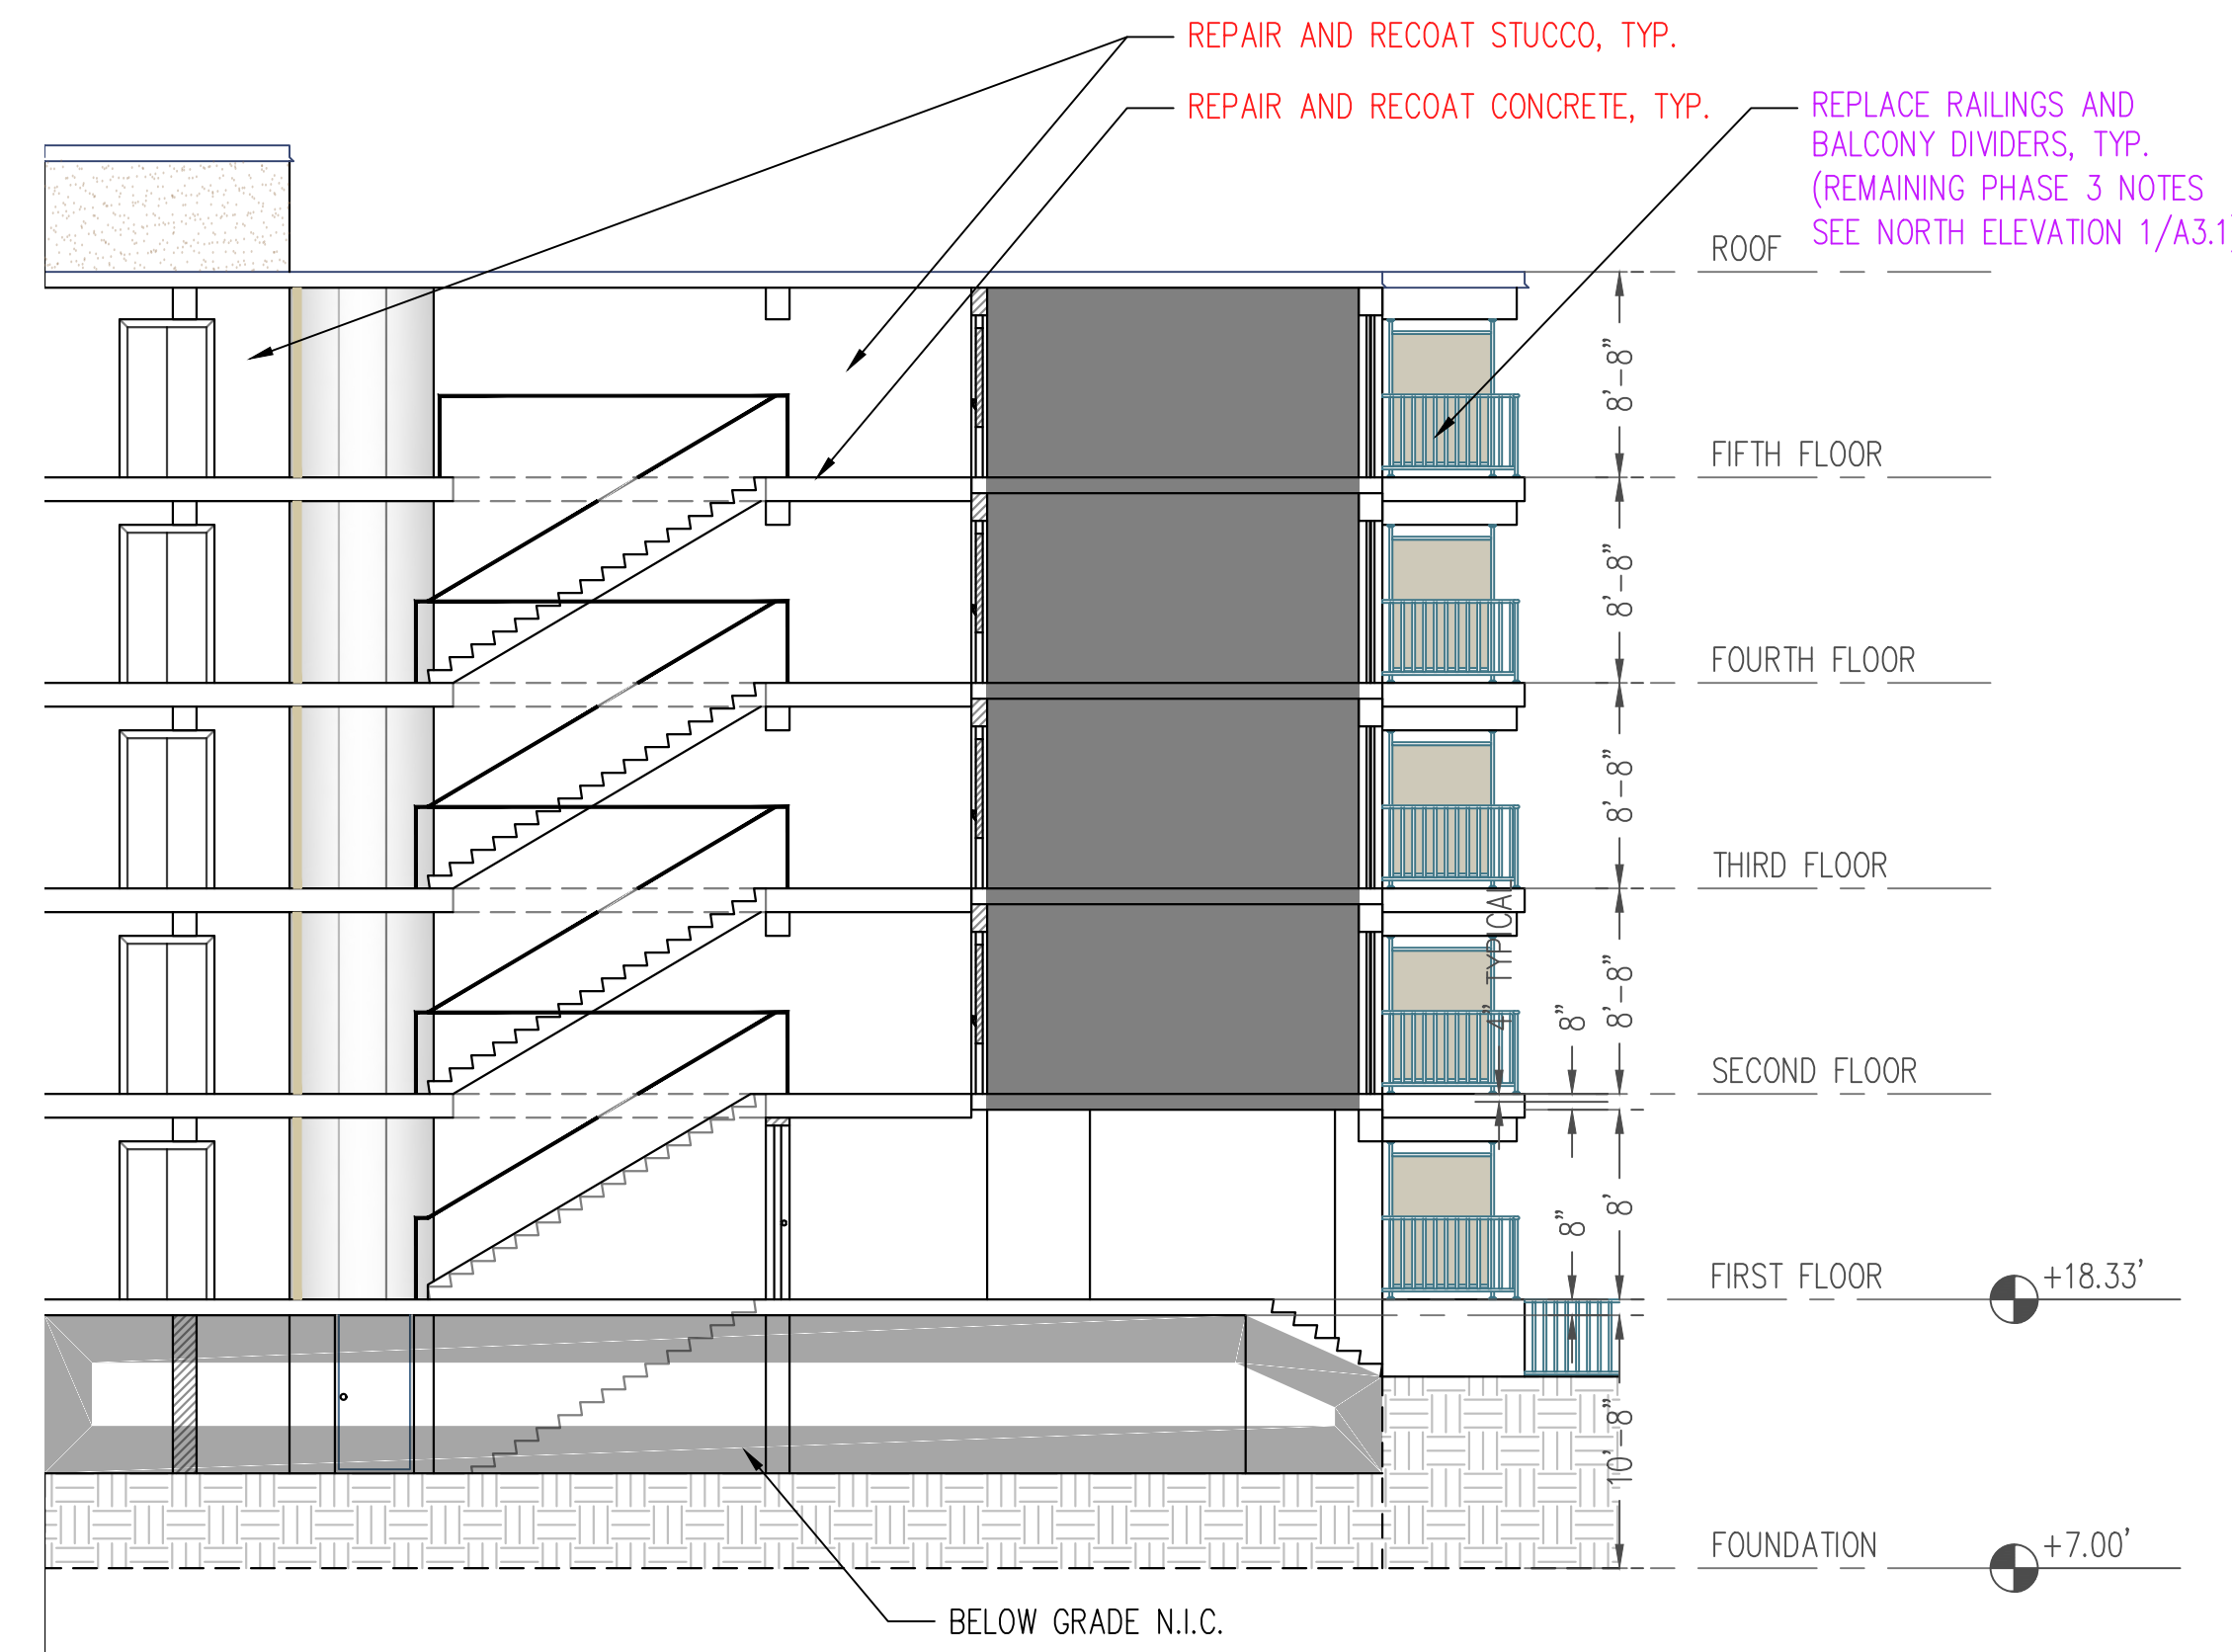 REPAIR AND RECOAT STUCCO, TYP.
REPAIR AND RECOAT CONCRETE, TYP.
REPLACE RAILINGS AND
BALCONY DIVIDERS, TYP.
(REMAINING PHASE 3 NOTES
SEE NORTH ELEVATION 1/A3.1)
ROOF
8'-8"
FIFTH FLOOR
8'-8"
FOURTH FLOOR
8'-8"
THIRD FLOOR
4" TYPICAL
8"
8'-8"
SECOND FLOOR
8"
8'
FIRST FLOOR
+18.33'
10'-8"
FOUNDATION
+7.00'
BELOW GRADE N.I.C.